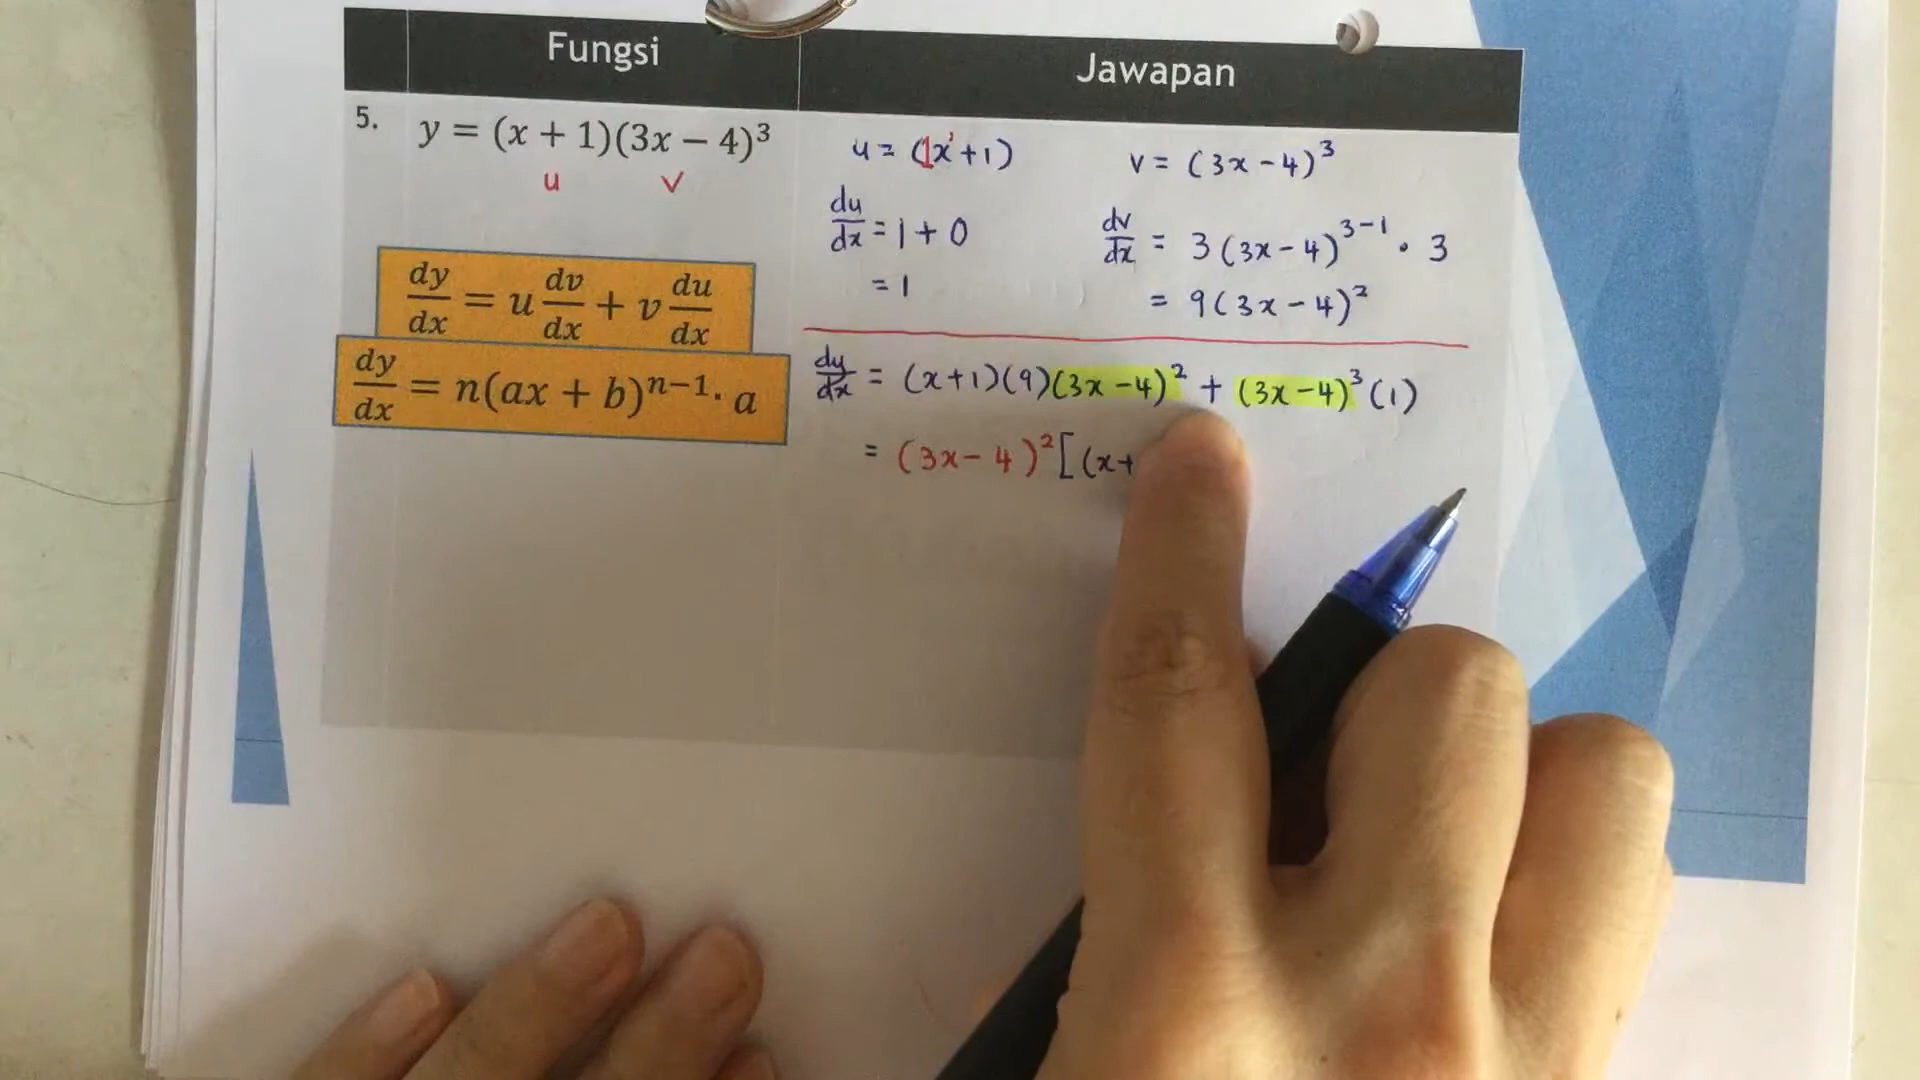 Fungsi Jawapan
5. y = (x + 1)(3x − 4)³
u v
dy/dx = u dv/dx + v du/dx
dy/dx = n(ax + b)ⁿ⁻¹. a
u = (1x¹+1) v = (3x−4)³
du/dx = 1 + 0 dv/dx = 3(3x−4)³⁻¹ • 3
= 1 = 9(3x−4)²
dy/dx = (x+1)(9)(3x−4)² + (3x−4)³(1)
= (3x−4)²[(x+